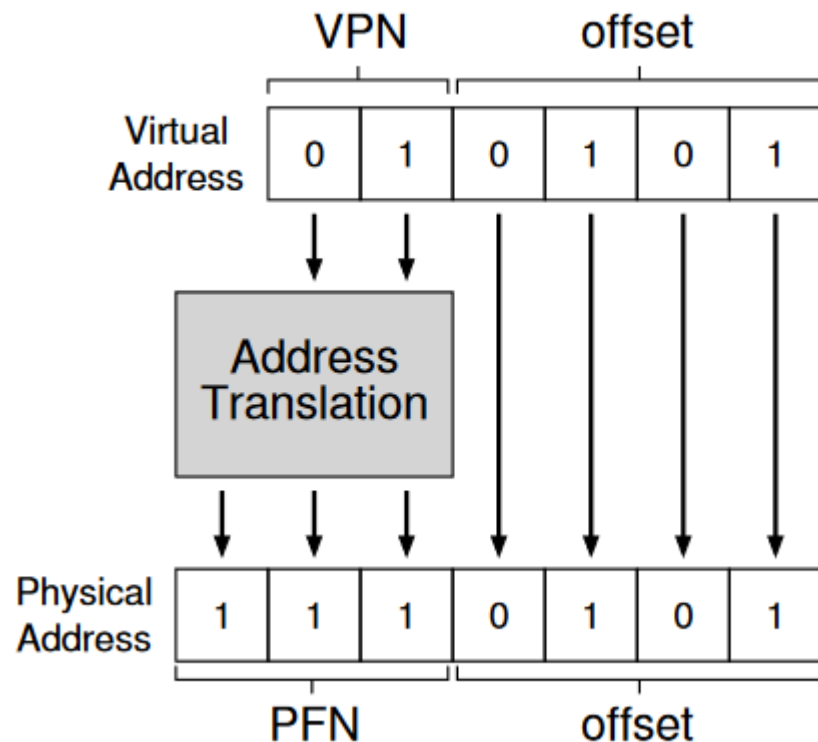 VPN offset
Virtual
Address
0 1 0 1 0 1
Address
Translation
Physical
Address
1 1 1 0 1 0 1
PFN offset